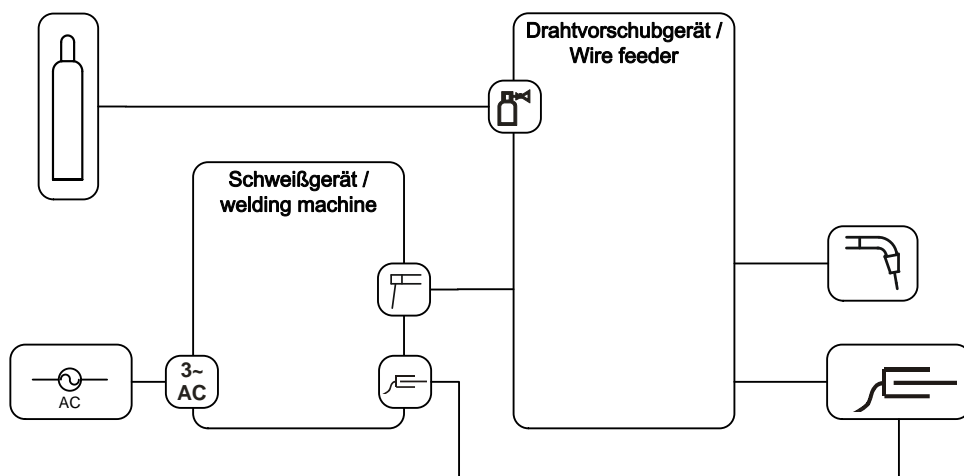 Drahtvorschubgerät /
Wire feeder
Schweißgerät /
welding machine
3~
AC
AC